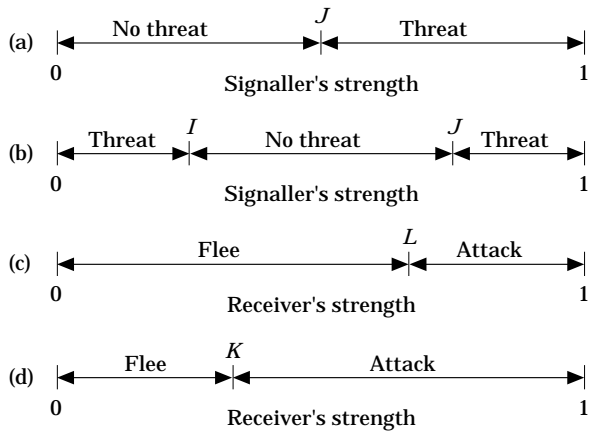 J
(a) No threat Threat
0 1
Signaller's strength
I J
(b) Threat No threat Threat
0 1
Signaller's strength
L
(c) Flee Attack
0 1
Receiver's strength
K
(d) Flee Attack
0 1
Receiver's strength